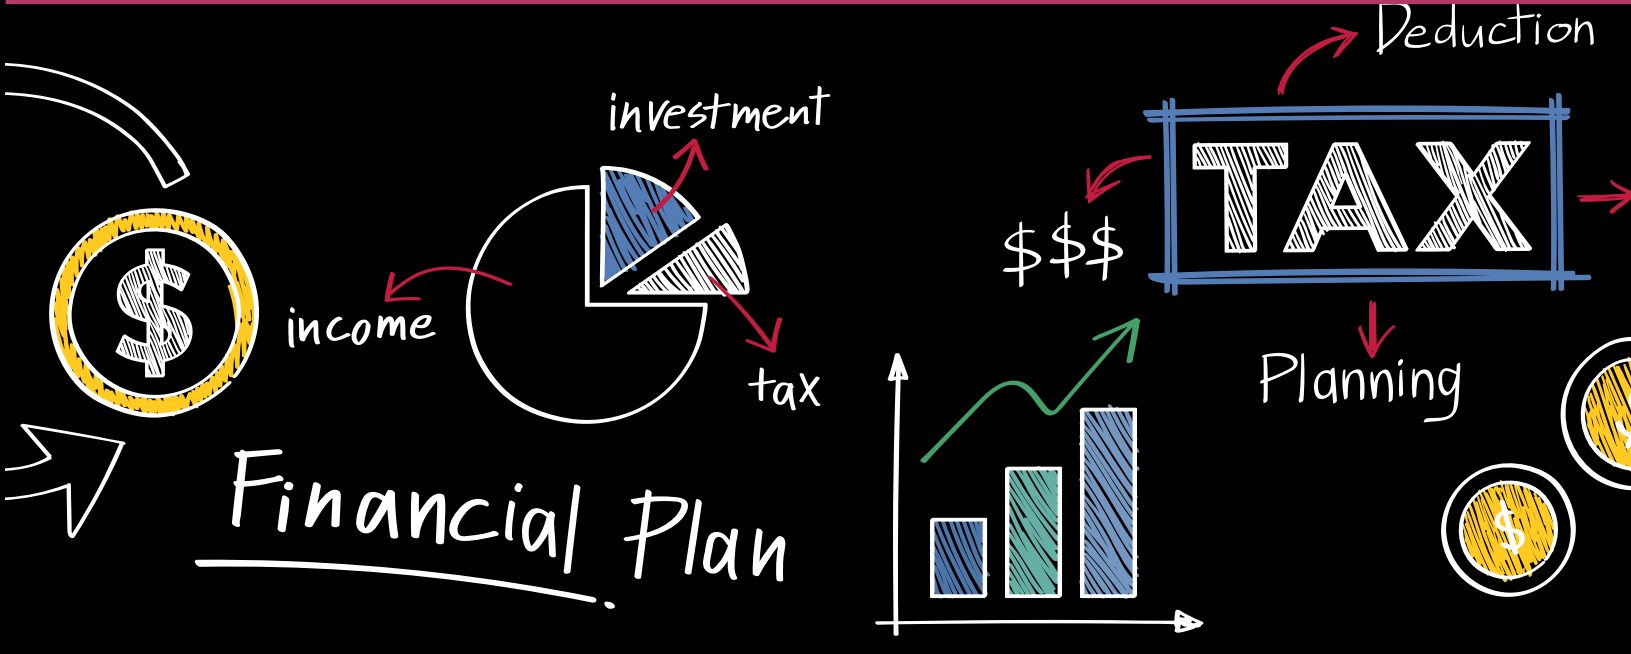 Deduction
investment
TAX
$
$$$
income
Planning
tax
Financial Plan
$